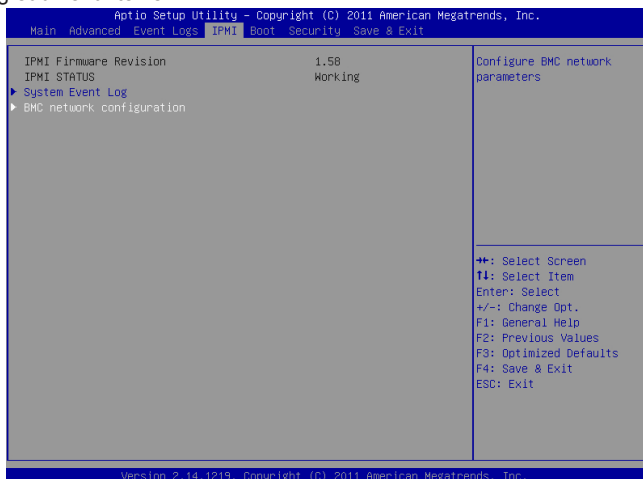 Aptio Setup Utility – Copyright (C) 2011 American Megatrends, Inc.
Main Advanced Event Logs IPMI Boot Security Save & Exit
IPMI Firmware Revision 1.58
IPMI STATUS Working
System Event Log
BMC network configuration
Configure BMC network
parameters
→←: Select Screen
↑↓: Select Item
Enter: Select
+/-: Change Opt.
F1: General Help
F2: Previous Values
F3: Optimized Defaults
F4: Save & Exit
ESC: Exit
Version 2.14.1219. Copyright (C) 2011 American Megatrends, Inc.